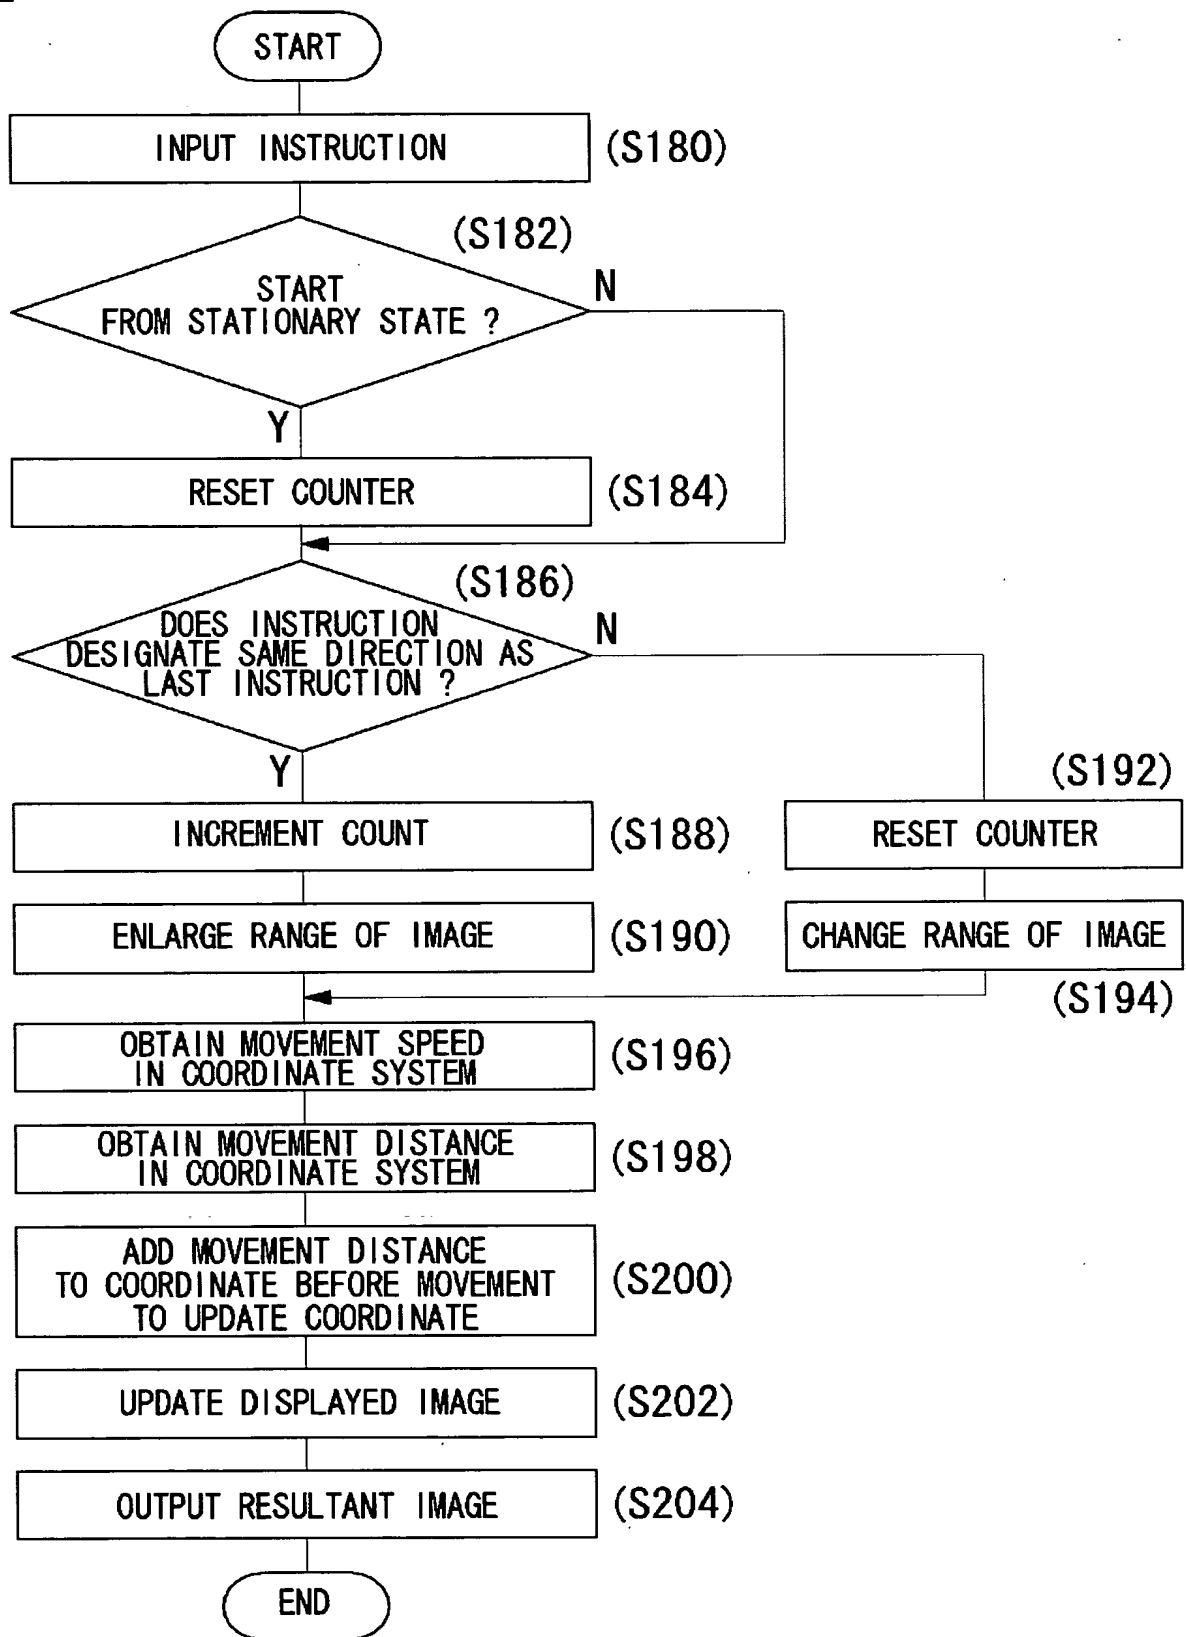 START
INPUT INSTRUCTION
(S180)
(S182)
START
FROM STATIONARY STATE ?
N
Y
RESET COUNTER
(S184)
(S186)
DOES INSTRUCTION
DESIGNATE SAME DIRECTION AS
LAST INSTRUCTION ?
N
Y
(S192)
INCREMENT COUNT
(S188)
RESET COUNTER
ENLARGE RANGE OF IMAGE
(S190)
CHANGE RANGE OF IMAGE
(S194)
OBTAIN MOVEMENT SPEED
IN COORDINATE SYSTEM
(S196)
OBTAIN MOVEMENT DISTANCE
IN COORDINATE SYSTEM
(S198)
ADD MOVEMENT DISTANCE
TO COORDINATE BEFORE MOVEMENT
TO UPDATE COORDINATE
(S200)
UPDATE DISPLAYED IMAGE
(S202)
OUTPUT RESULTANT IMAGE
(S204)
END